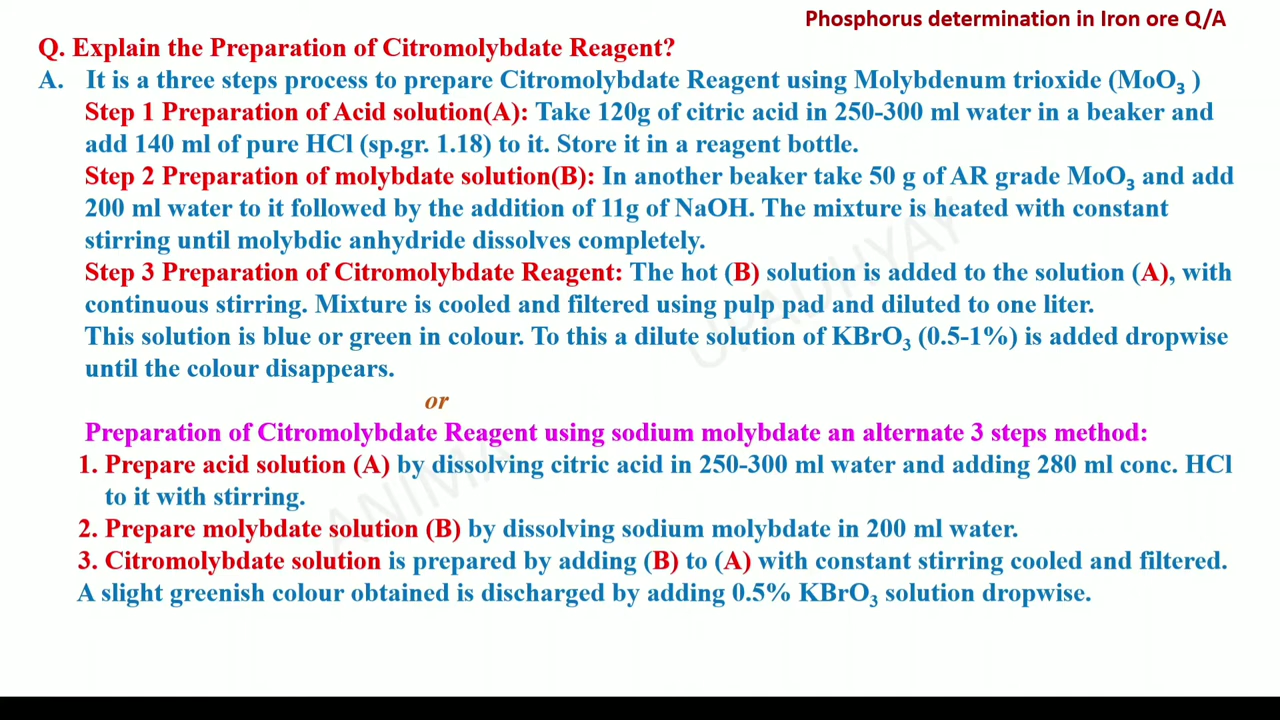 Phosphorus determination in Iron ore Q/A
Q. Explain the Preparation of Citromolybdate Reagent?
A. It is a three steps process to prepare Citromolybdate Reagent using Molybdenum trioxide (MoO₃ )
Step 1 Preparation of Acid solution(A): Take 120g of citric acid in 250-300 ml water in a beaker and
add 140 ml of pure HCl (sp.gr. 1.18) to it. Store it in a reagent bottle.
Step 2 Preparation of molybdate solution(B): In another beaker take 50 g of AR grade MoO₃ and add
200 ml water to it followed by the addition of 11g of NaOH. The mixture is heated with constant
stirring until molybdic anhydride dissolves completely.
Step 3 Preparation of Citromolybdate Reagent: The hot (B) solution is added to the solution (A), with
continuous stirring. Mixture is cooled and filtered using pulp pad and diluted to one liter.
This solution is blue or green in colour. To this a dilute solution of KBrO₃ (0.5-1%) is added dropwise
until the colour disappears.
or
Preparation of Citromolybdate Reagent using sodium molybdate an alternate 3 steps method:
1. Prepare acid solution (A) by dissolving citric acid in 250-300 ml water and adding 280 ml conc. HCl
to it with stirring.
2. Prepare molybdate solution (B) by dissolving sodium molybdate in 200 ml water.
3. Citromolybdate solution is prepared by adding (B) to (A) with constant stirring cooled and filtered.
A slight greenish colour obtained is discharged by adding 0.5% KBrO₃ solution dropwise.
UPADHYAY